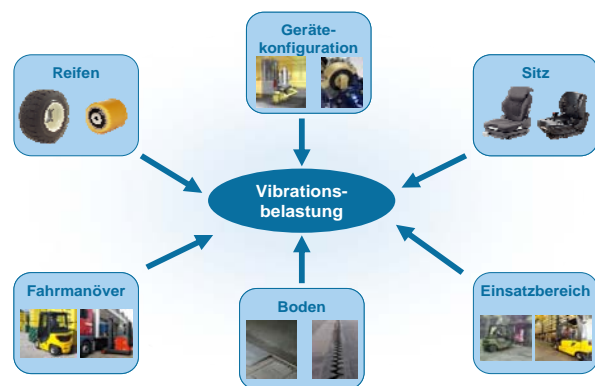 Geräte-
konfiguration
Reifen
Sitz
Vibrations-
belastung
Fahrmanöver
Boden
Einsatzbereich